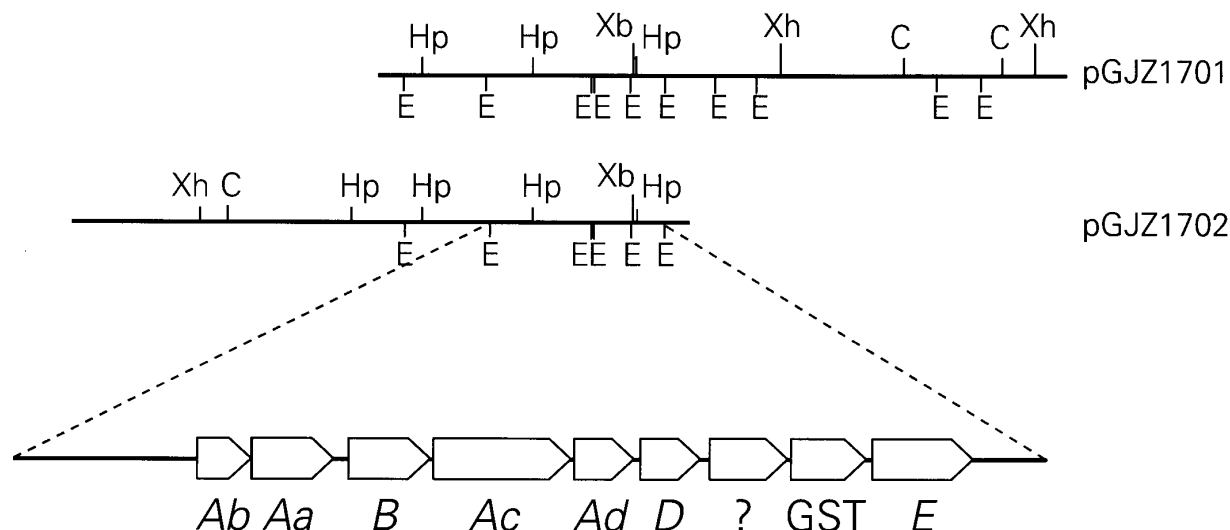 Hp Hp Xb Hp Xh C C Xh
pGJZ1701
E E E E E E E E E E
Xh C Hp Hp Hp Xb Hp
pGJZ1702
E E E E E E
Ab Aa B Ac Ad D ? GST E